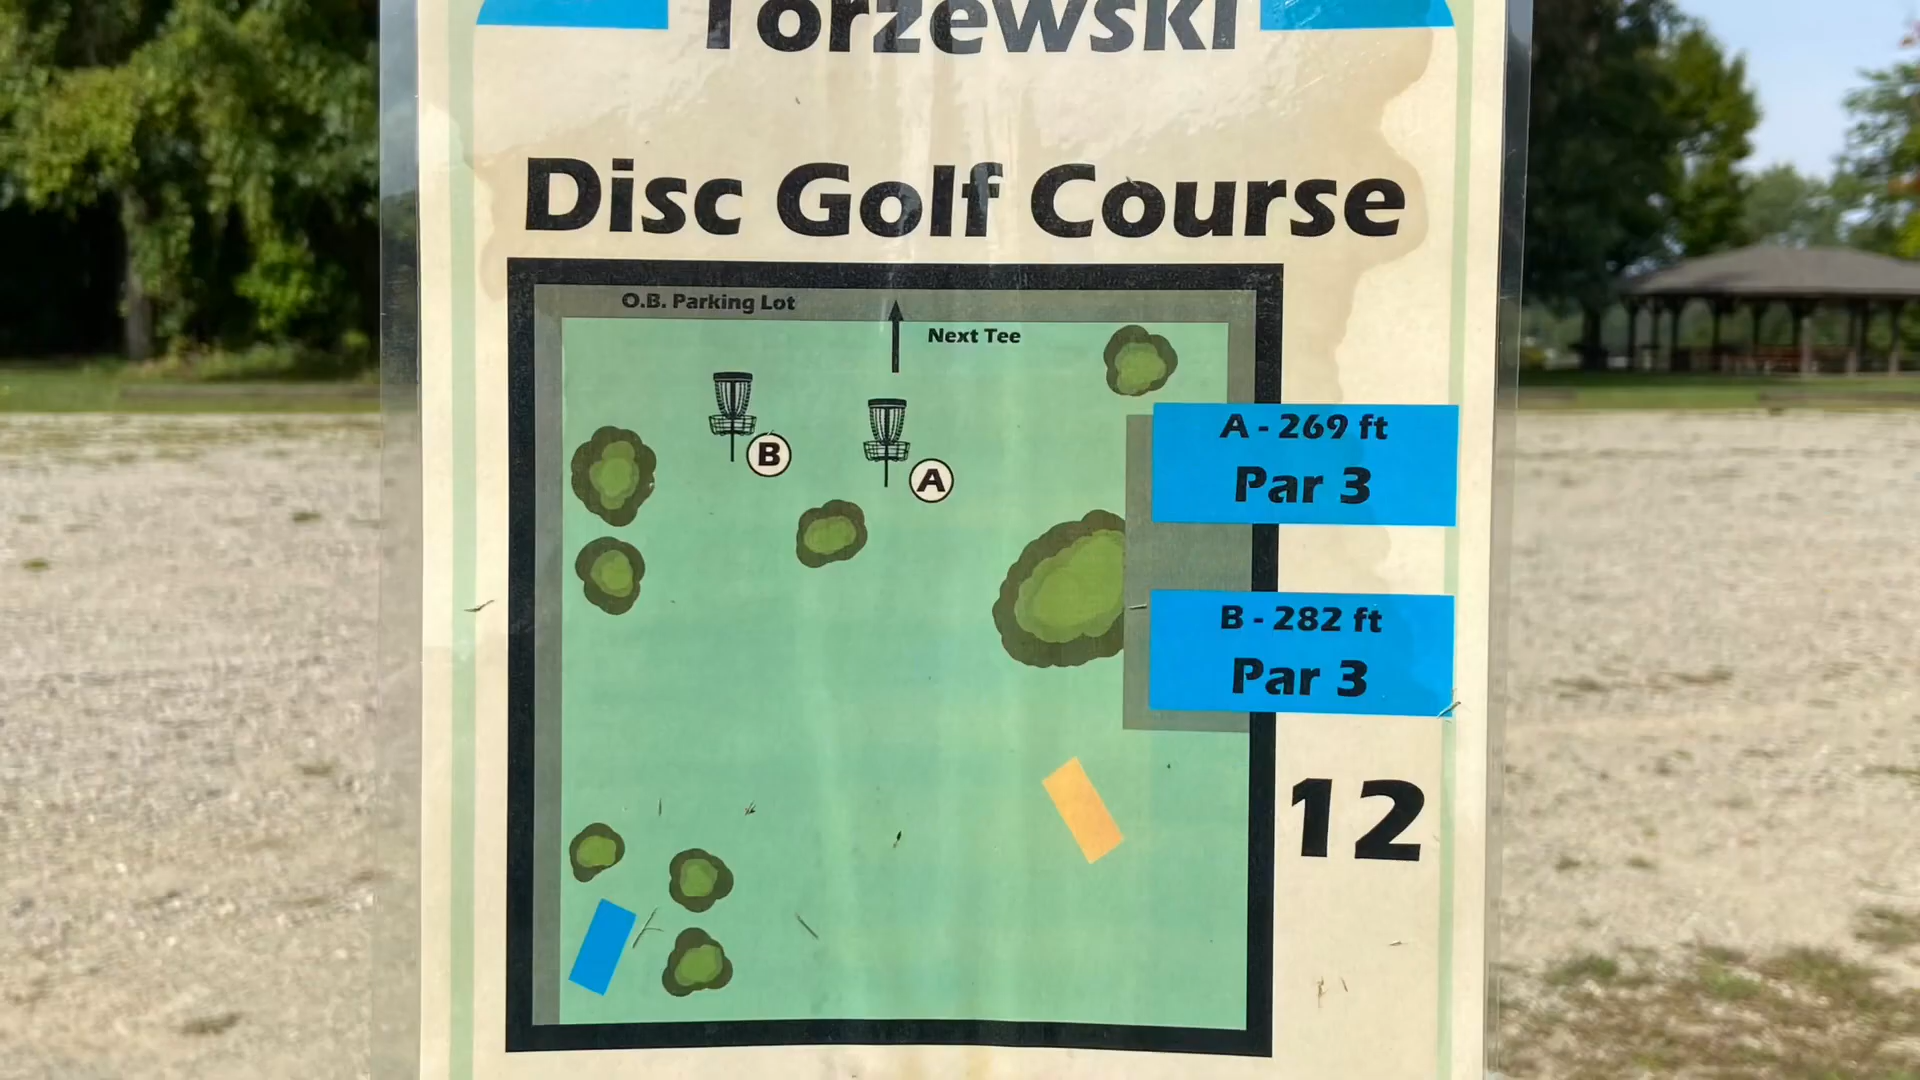 Torzewski
Disc Golf Course
O.B. Parking Lot
Next Tee
B
A
A - 269 ft
Par 3
B - 282 ft
Par 3
12